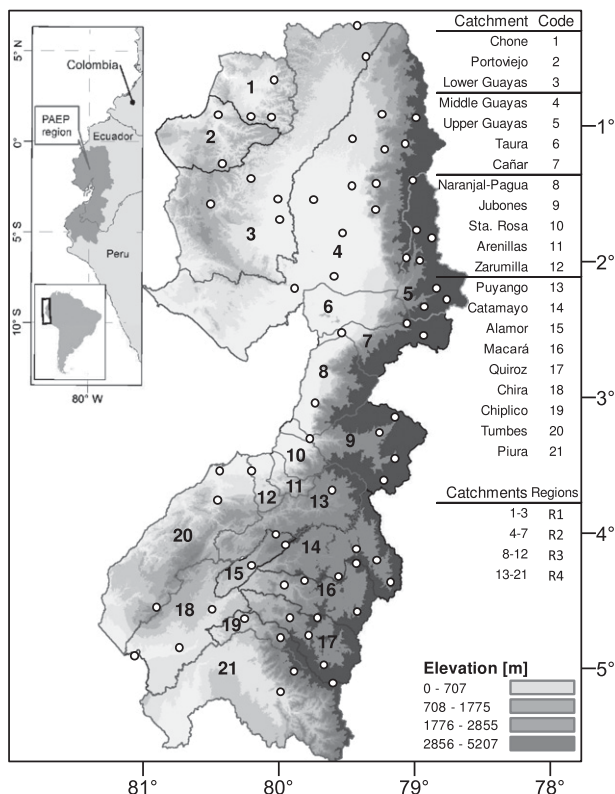 5°N
0°
5°S
10°S
80° W
Colombia
PAEP
region
Ecuador
Peru
Catchment Code
Chone 1
Portoviejo 2
Lower Guayas 3
Middle Guayas 4
Upper Guayas 5
Taura 6
Cañar 7
Naranjal-Pagua 8
Jubones 9
Sta. Rosa 10
Arenillas 11
Zarumilla 12
Puyango 13
Catamayo 14
Alamor 15
Macará 16
Quiroz 17
Chira 18
Chiplico 19
Tumbes 20
Piura 21
Catchments Regions
1-3 R1
4-7 R2
8-12 R3
13-21 R4
1
2
3
4
5
6
7
8
9
10
11
12
13
14
15
16
17
18
19
20
21
Elevation [m]
0 - 707
708 - 1775
1776 - 2855
2856 - 5207
1°
2°
3°
4°
5°
81° 80° 79° 78°